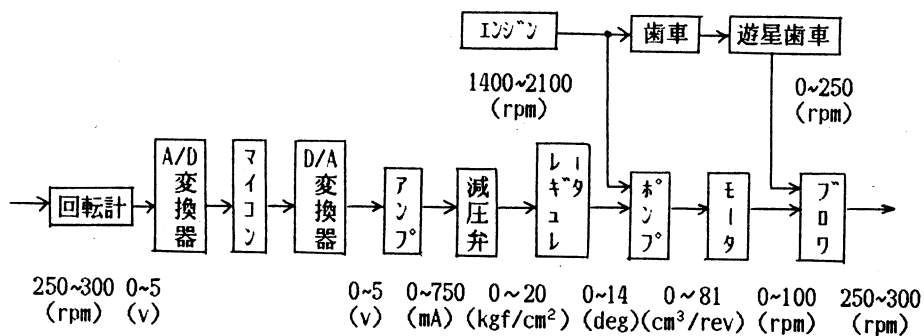 エンジン
歯車
遊星歯車
1400~2100
(rpm)
0~250
(rpm)
回転計
A/D変換器
マイコン
D/A変換器
アンプ
減圧弁
レギュレータ
ポンプ
モータ
ブロワ
250~300
(rpm)
0~5
(v)
0~5
(v)
0~750
(mA)
0～20
(kgf/cm²)
0~14
(deg)
0～81
(cm³/rev)
0~100
(rpm)
250~300
(rpm)